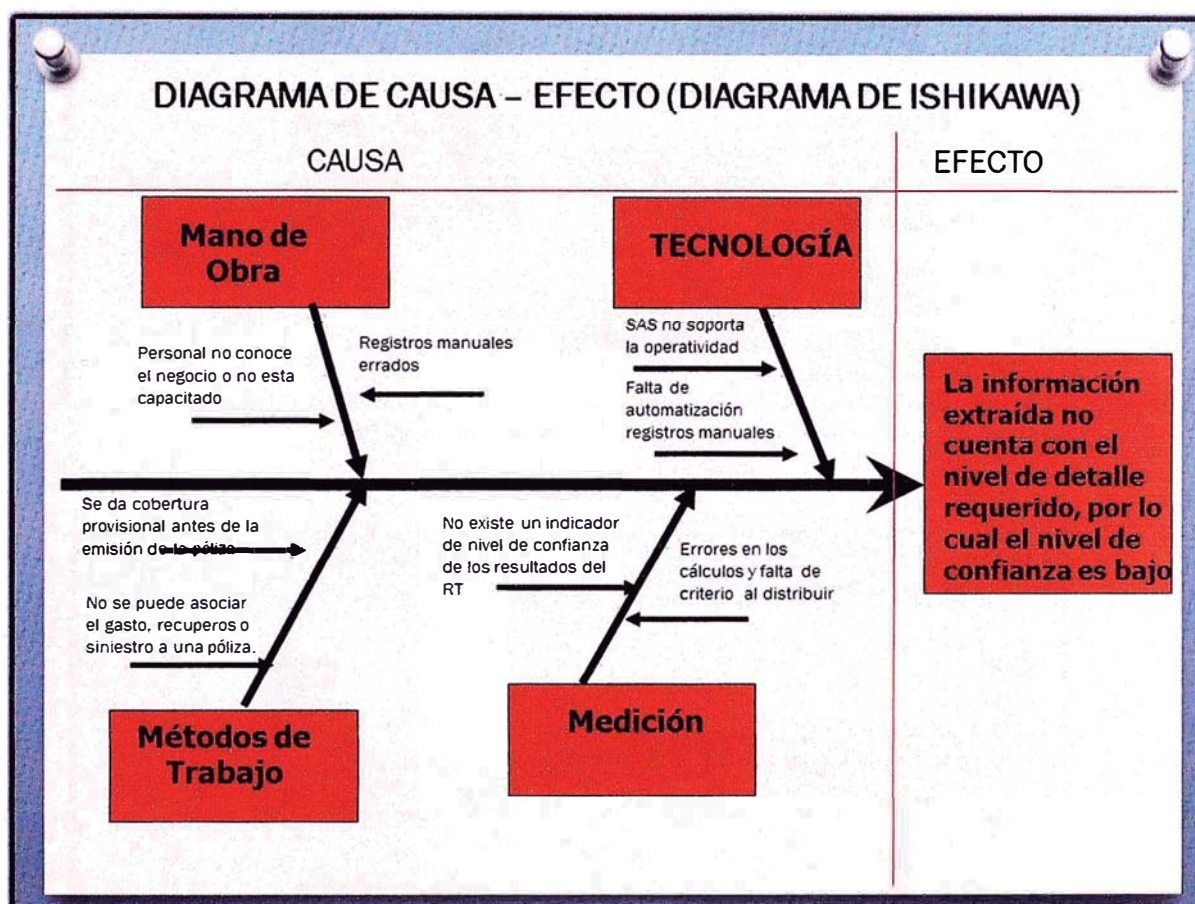 DIAGRAMA DE CAUSA – EFECTO (DIAGRAMA DE ISHIKAWA)
CAUSA
EFECTO
Mano de
Obra
TECNOLOGÍA
Personal no conoce
el negocio o no esta
capacitado
Registros manuales
errados
SAS no soporta
la operatividad
Falta de
automatización
registros manuales
La información
extraída no
cuenta con el
nivel de detalle
requerido, por lo
cual el nivel de
confianza es bajo
Se da cobertura
provisional antes de la
emisión de la póliza
No se puede asociar
el gasto, recuperos o
siniestro a una póliza.
No existe un indicador
de nivel de confianza
de los resultados del
RT
Errores en los
cálculos y falta de
criterio al distribuir
Métodos de
Trabajo
Medición